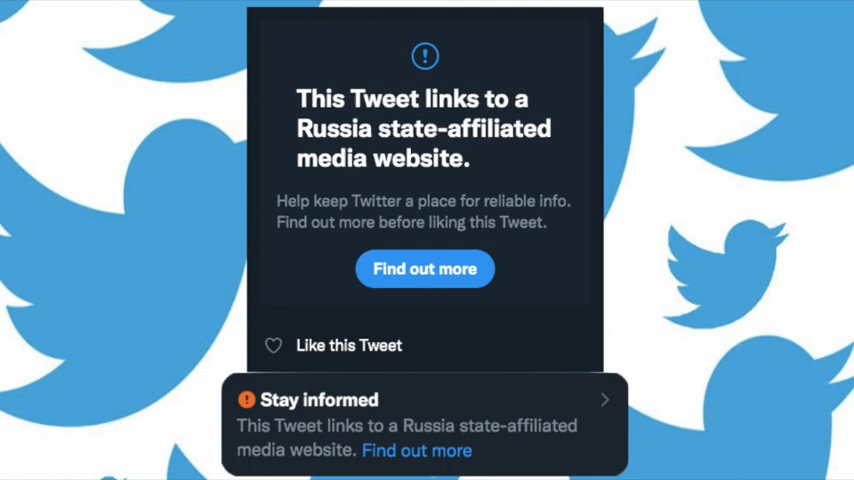 This Tweet links to a
Russia state-affiliated
media website.
Help keep Twitter a place for reliable info.
Find out more before liking this Tweet.
Find out more
Like this Tweet
Stay informed
This Tweet links to a Russia state-affiliated
media website. Find out more